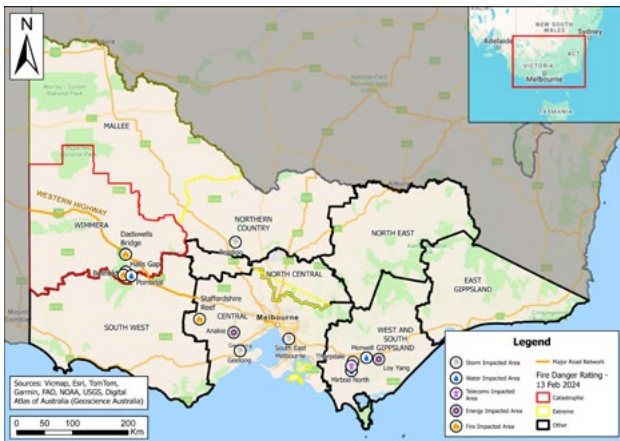 N
NEW SOUTH
WALES
Sydney
Adelaide
ACT
VICTORIA
Melbourne
TASMANIA
MALLEE
WESTERN HIGHWAY
WIMMERA
Dadswells
Bridge
Halls Gap
Pomonal
NORTHERN
COUNTRY
NORTH EAST
NORTH CENTRAL
EAST
GIPPSLAND
SOUTH WEST
Staffordshire
Reef
CENTRAL
Melbourne
Anakie
Geelong
South East
Melbourne
WEST AND
SOUTH
GIPPSLAND
Thorpdale
Morwell
Loy Yang
Mirboo North
Legend
Storm Impacted Area
Water Impacted Area
Telecoms Impacted
Area
Energy Impacted Area
Fire Impacted Area
Major Road Network
Fire Danger Rating -
13 Feb 2024
Catastrophic
Extreme
Other
Sources: Vicmap, Esri, TomTom,
Garmin, FAO, NOAA, USGS, Digital
Atlas of Australia (Geoscience Australia)
0 50 100 200
Km